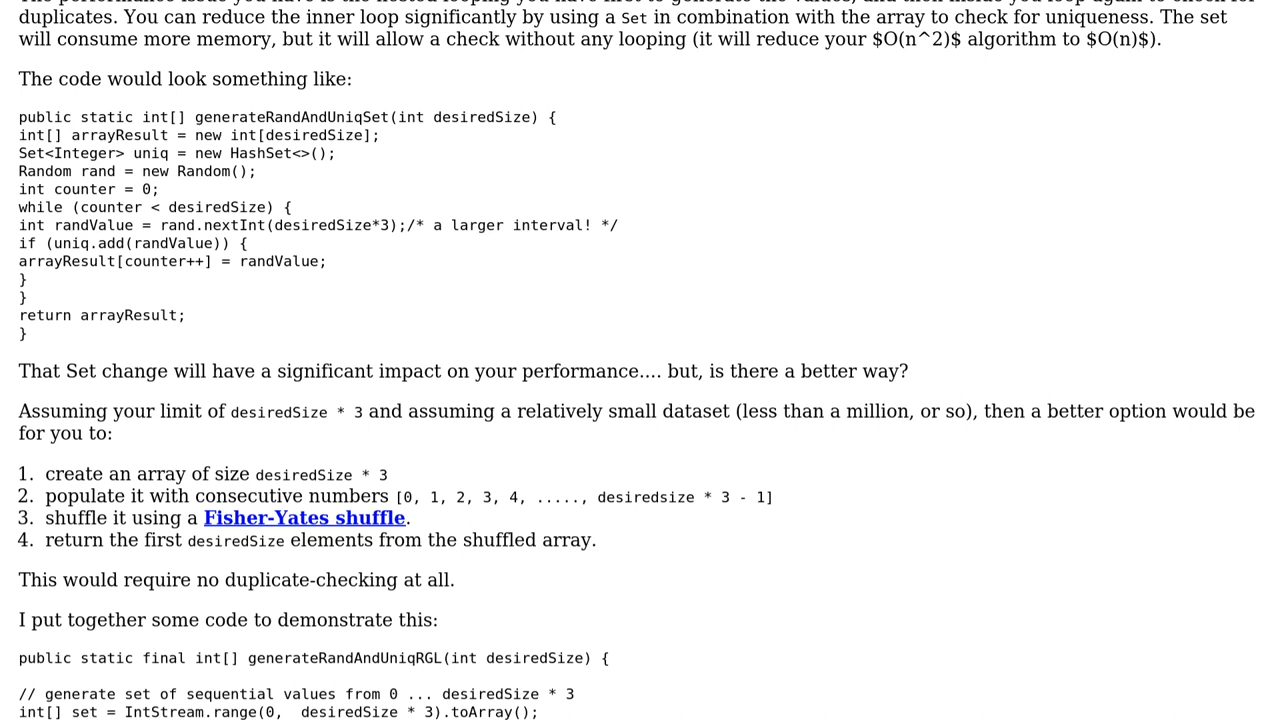 duplicates. You can reduce the inner loop significantly by using a Set in combination with the array to check for uniqueness. The set
will consume more memory, but it will allow a check without any looping (it will reduce your $O(n^2)$ algorithm to $O(n)$).
The code would look something like:
public static int[] generateRandAndUniqSet(int desiredSize) {
int[] arrayResult = new int[desiredSize];
Set<Integer> uniq = new HashSet<>();
Random rand = new Random();
int counter = 0;
while (counter < desiredSize) {
int randValue = rand.nextInt(desiredSize*3);/* a larger interval! */
if (uniq.add(randValue)) {
arrayResult[counter++] = randValue;
}
}
return arrayResult;
}
That Set change will have a significant impact on your performance.... but, is there a better way?
Assuming your limit of desiredSize * 3 and assuming a relatively small dataset (less than a million, or so), then a better option would be
for you to:
1. create an array of size desiredSize * 3
2. populate it with consecutive numbers [0, 1, 2, 3, 4, ....., desiredsize * 3 - 1]
3. shuffle it using a Fisher-Yates shuffle.
4. return the first desiredSize elements from the shuffled array.
This would require no duplicate-checking at all.
I put together some code to demonstrate this:
public static final int[] generateRandAndUniqRGL(int desiredSize) {
// generate set of sequential values from 0 ... desiredSize * 3
int[] set = IntStream.range(0,  desiredSize * 3).toArray();